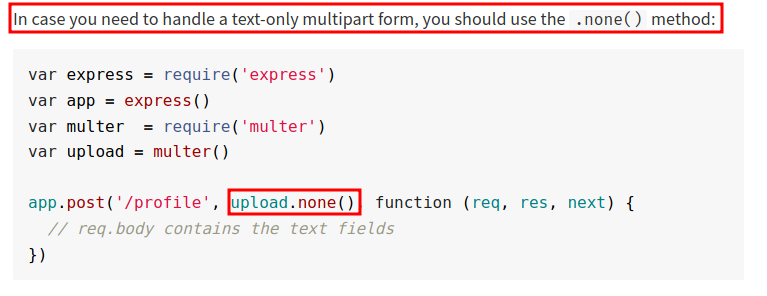 In case you need to handle a text-only multipart form, you should use the .none() method:
var express = require('express')
var app = express()
var multer  = require('multer')
var upload = multer()
app.post('/profile', upload.none() function (req, res, next) {
  // req.body contains the text fields
})